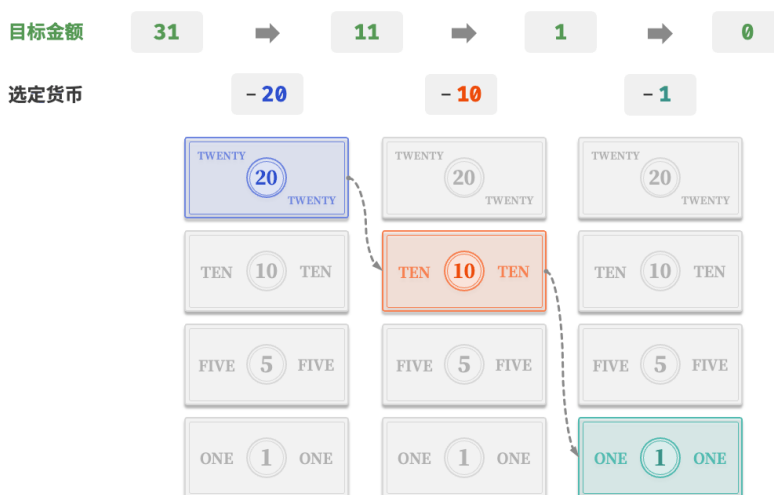 目标金额 31 11 1 0
选定货币 - 20 - 10 - 1
TWENTY TWENTY TWENTY
20 20 20
TWENTY TWENTY TWENTY
TEN 10 TEN TEN 10 TEN TEN 10 TEN
FIVE 5 FIVE FIVE 5 FIVE FIVE 5 FIVE
ONE 1 ONE ONE 1 ONE ONE 1 ONE